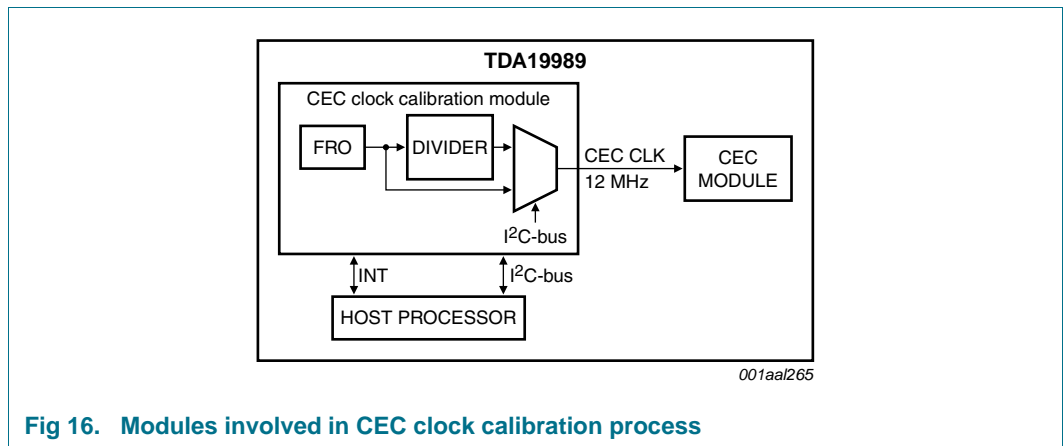 TDA19989
CEC clock calibration module
FRO
DIVIDER
CEC CLK
12 MHz
CEC
MODULE
I2C-bus
INT
I2C-bus
HOST PROCESSOR
001aal265
Fig 16. Modules involved in CEC clock calibration process